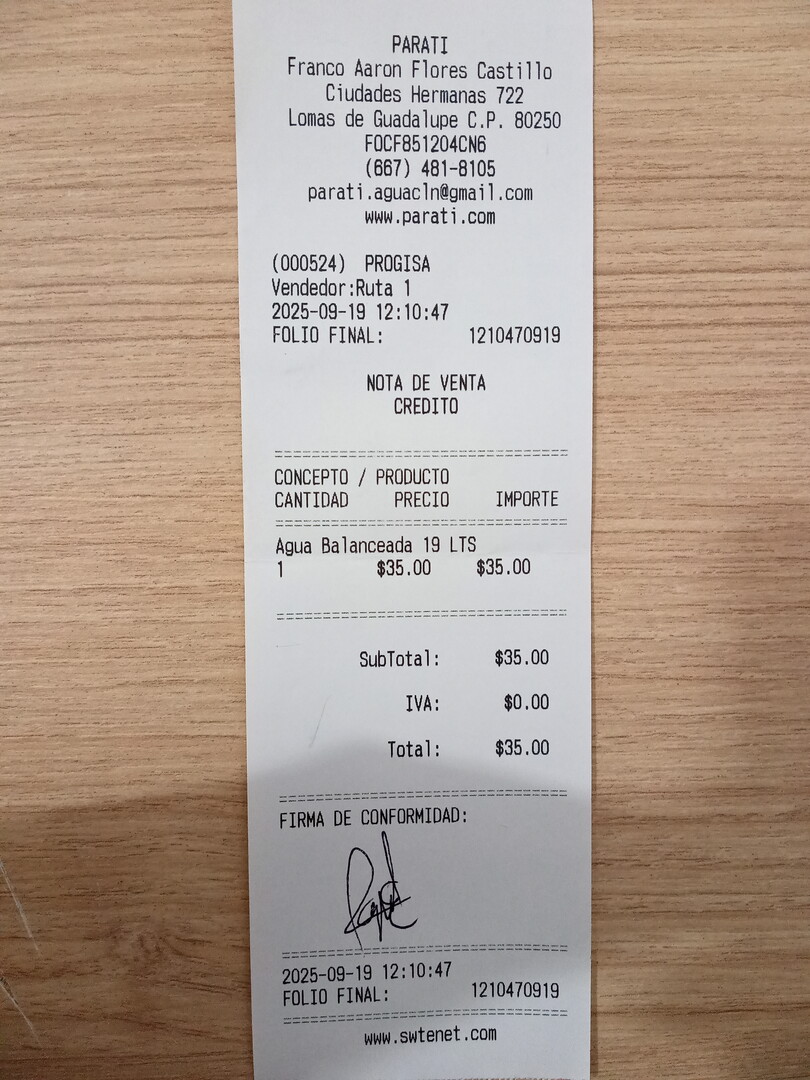 PARATI
Franco Aaron Flores Castillo
Ciudades Hermanas 722
Lomas de Guadalupe C.P. 80250
FOCF851204CN6
(667) 481-8105
parati.aguacln@gmail.com
www.parati.com
(000524) PROGISA
Vendedor:Ruta 1
2025-09-19 12:10:47
FOLIO FINAL: 1210470919
NOTA DE VENTA
CREDITO
CONCEPTO / PRODUCTO
CANTIDAD PRECIO IMPORTE
Agua Balanceada 19 LTS
1 $35.00 $35.00
SubTotal: $35.00
IVA: $0.00
Total: $35.00
FIRMA DE CONFORMIDAD:
2025-09-19 12:10:47
FOLIO FINAL: 1210470919
www.swtenet.com